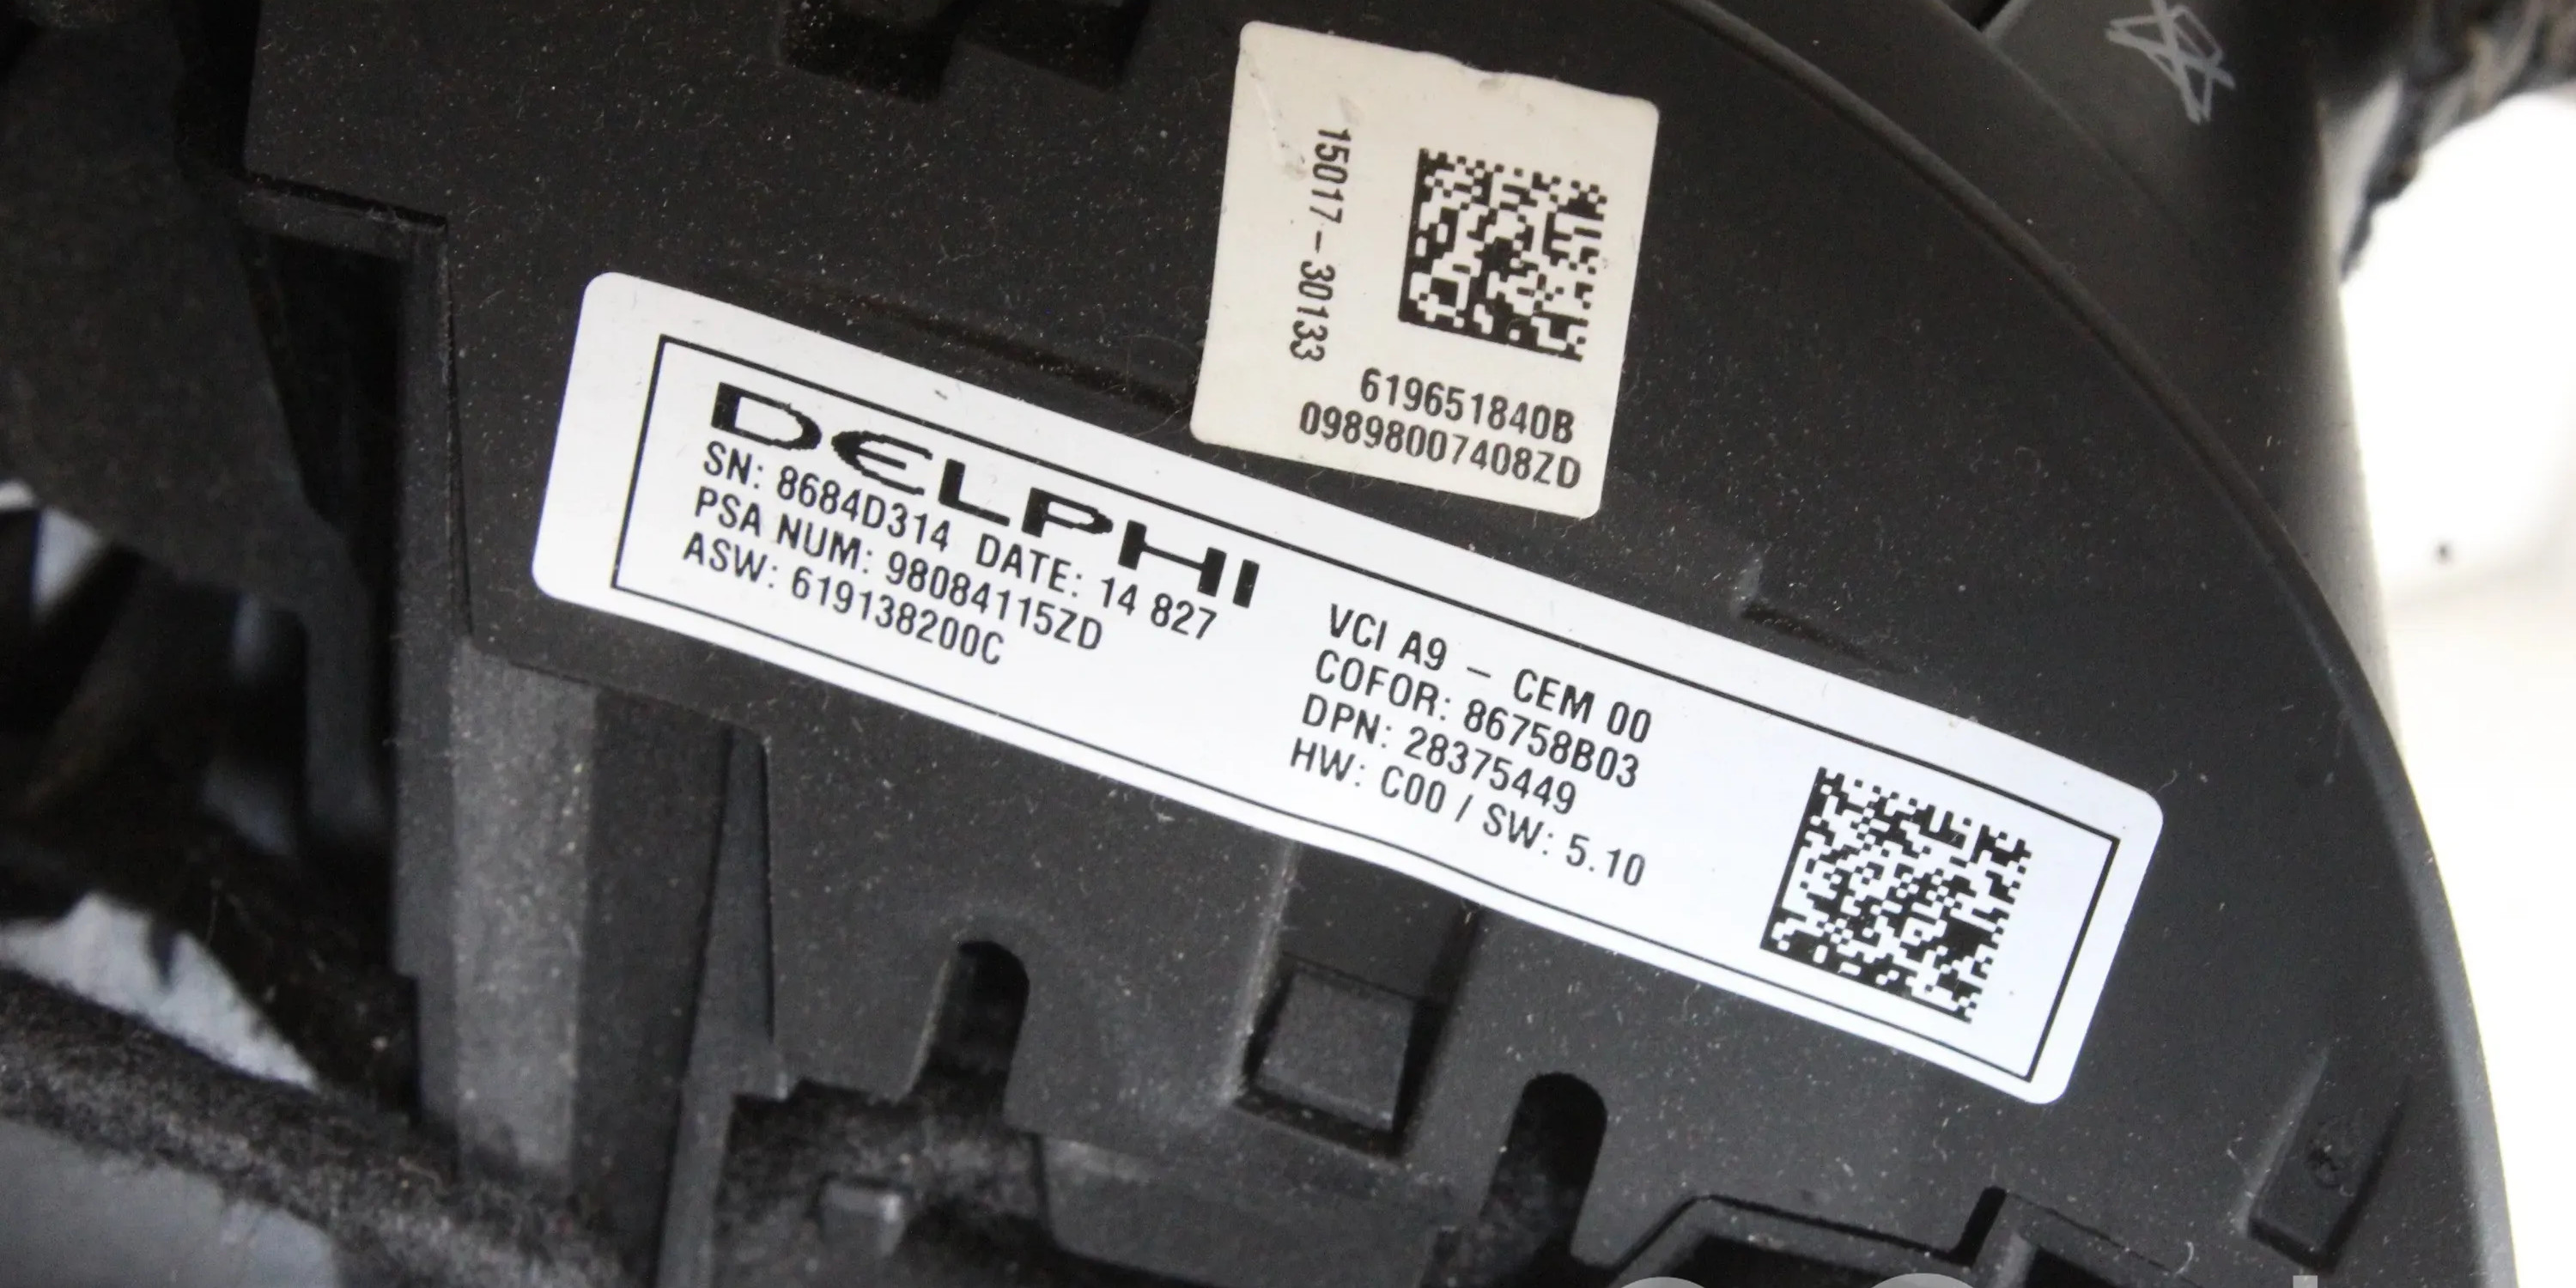 15017-30133
619651840B
09898007408ZD
DELPHI
SN: 8684D314 DATE: 14 827
PSA NUM: 98084115ZD
ASW: 619138200C
VCI A9 - CEM 00
COFOR: 86758B03
DPN: 28375449
HW: C00 / SW: 5.10